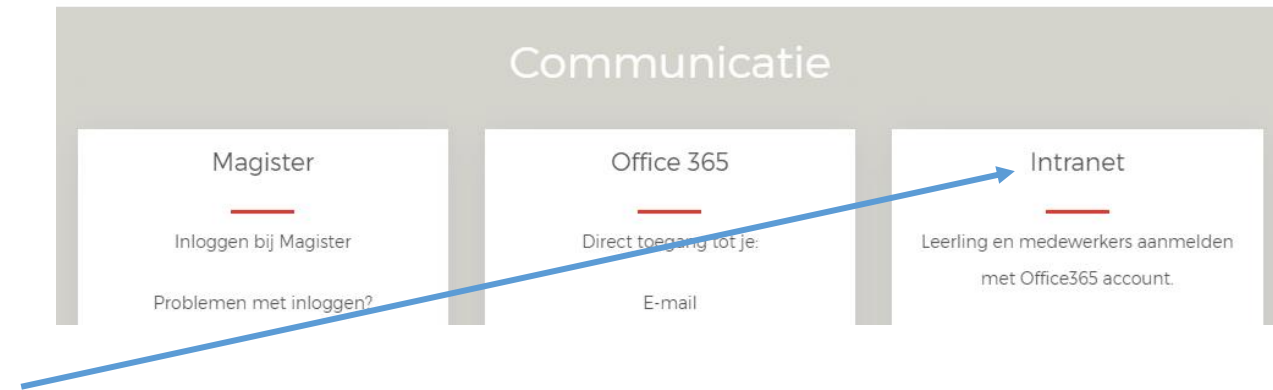 Communicatie
Magister
Inloggen bij Magister
Problemen met inloggen?
Office 365
Direct toegang tot je:
E-mail
Intranet
Leerling en medewerkers aanmelden
met Office365 account.